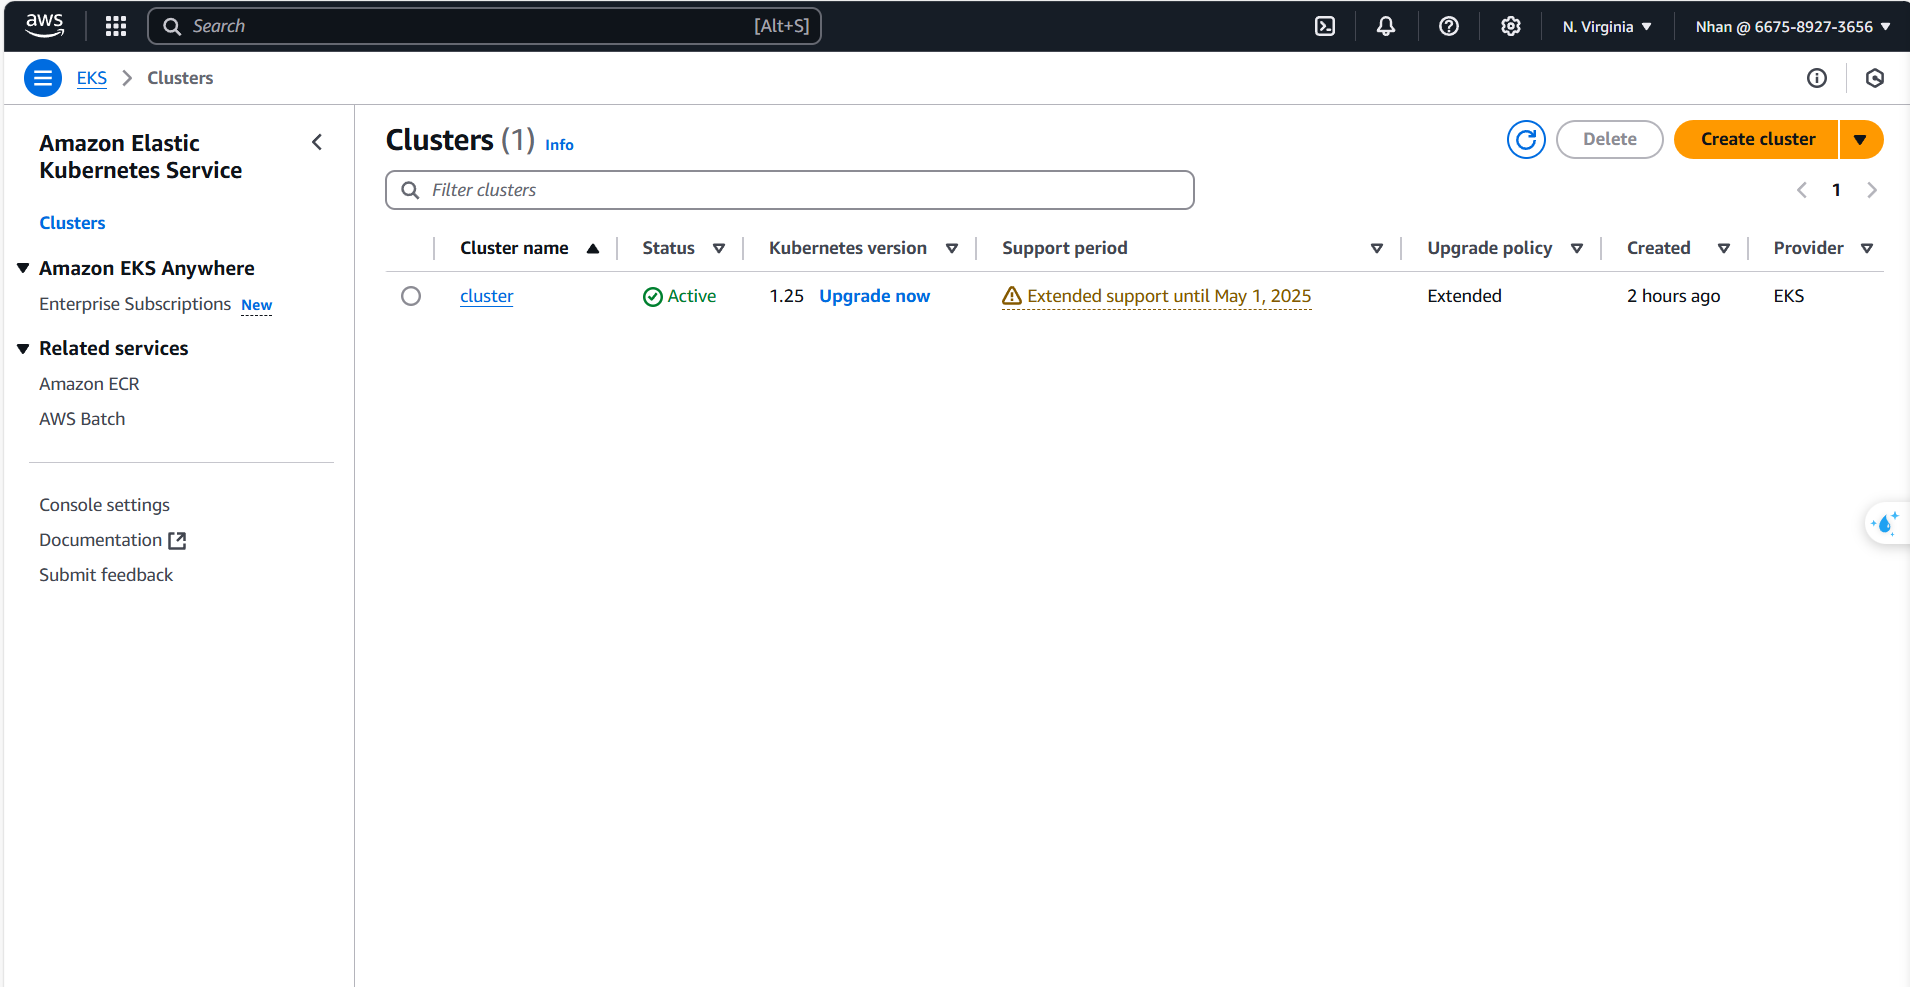 aws
Search [Alt+S]
N. Virginia
Nhan @ 6675-8927-3656
EKS
Clusters
Amazon Elastic
Kubernetes Service
Clusters
Amazon EKS Anywhere
Enterprise Subscriptions New
Related services
Amazon ECR
AWS Batch
Console settings
Documentation
Submit feedback
Clusters (1) Info
Delete
Create cluster
Filter clusters
1
Cluster name Status Kubernetes version Support period Upgrade policy Created Provider
cluster Active 1.25 Upgrade now Extended support until May 1, 2025 Extended 2 hours ago EKS